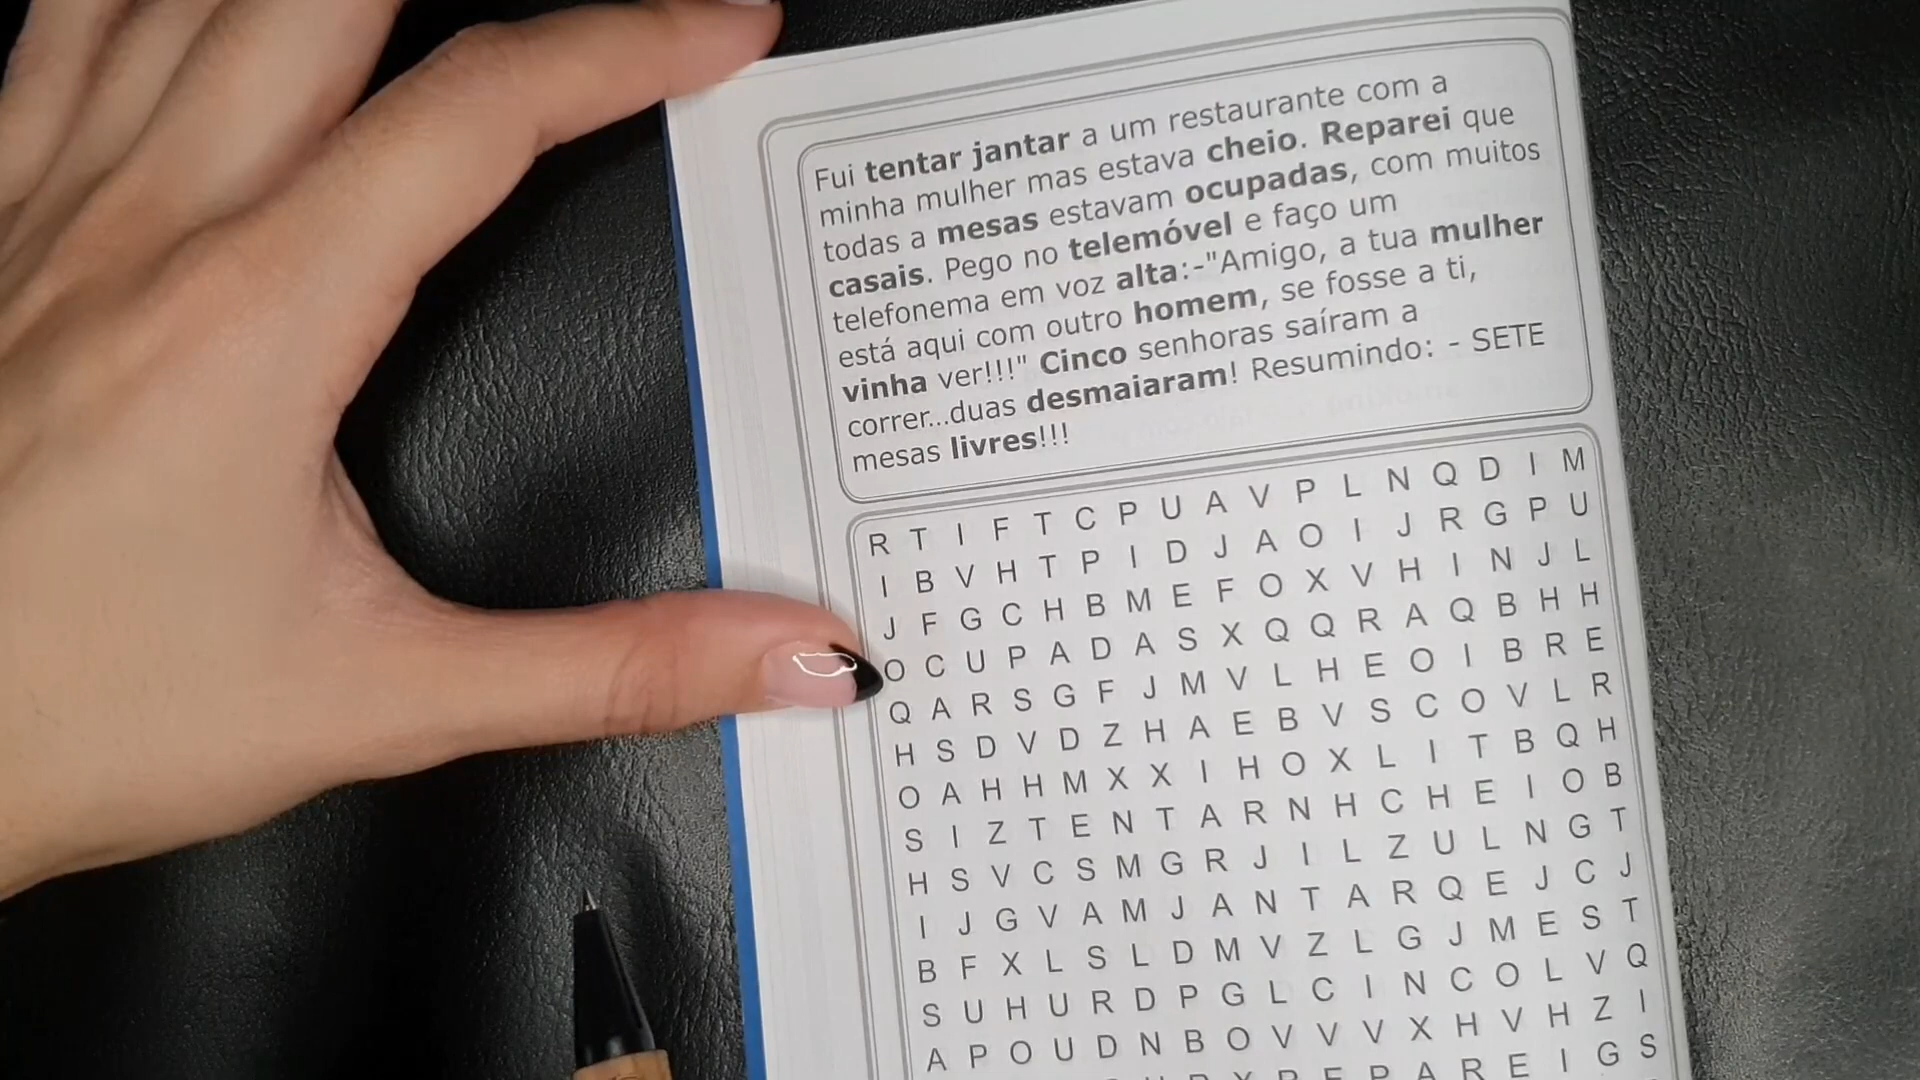 Fui tentar jantar a um restaurante com a
minha mulher mas estava cheio. Reparei que
todas a mesas estavam ocupadas, com muitos
casais. Pego no telemóvel e faço um
telefonema em voz alta:-"Amigo, a tua mulher
está aqui com outro homem, se fosse a ti,
vinha ver!!!" Cinco senhoras saíram a
correr...duas desmaiaram! Resumindo: - SETE
mesas livres!!!
R T I F T C P U A V P L N Q D I M
I B V H T P I D J A O I J R G P U
J F G C H B M E F O X V H I N J L
O C U P A D A S X Q Q R A Q B H H
Q A R S G F J M V L H E O I B R E
H S D V D Z H A E B V S C O V L R
O A H H M X X I H O X L I T B Q H
S I Z T E N T A R N H C H E I O B
H S V C S M G R J I L Z U L N G T
I J G V A M J A N T A R Q E J C J
B F X L S L D M V Z L G J M E S T
S U H U R D P G L C I N C O L V Q
A P O U D N B O V V V X H V H Z I
R E P A R E I G S